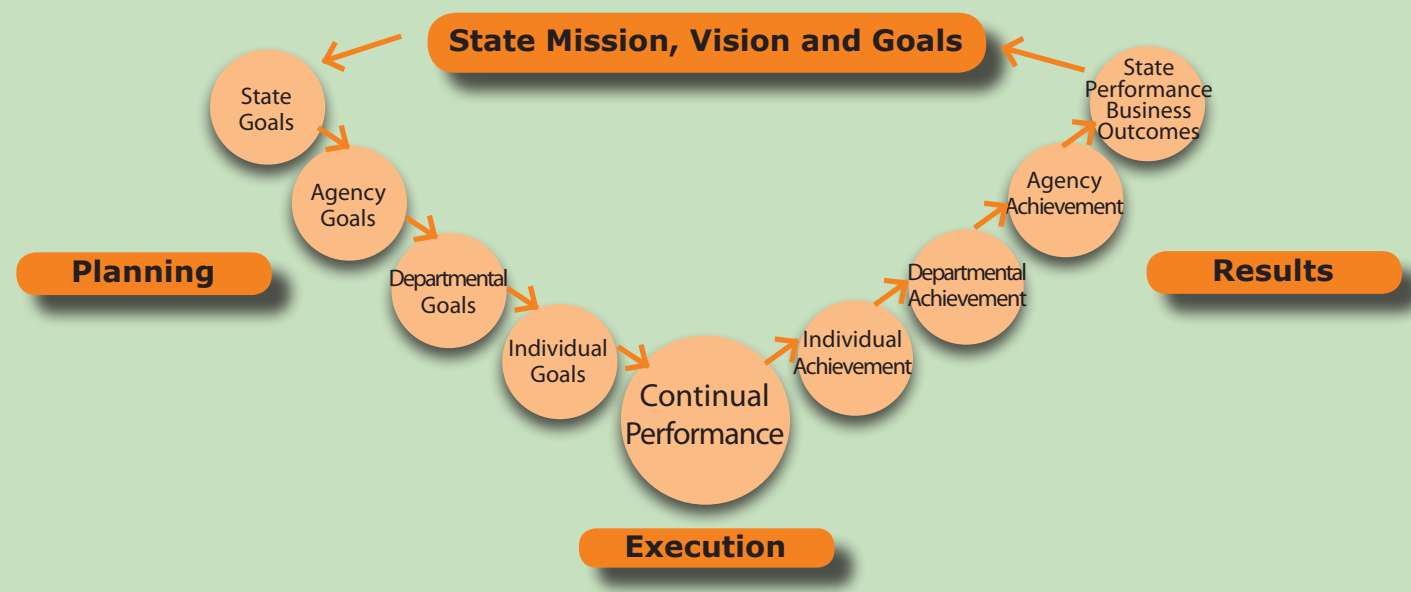 State Mission, Vision and Goals
State
Goals
Agency
Goals
Departmental
Goals
Individual
Goals
Continual
Performance
Individual
Achievement
Departmental
Achievement
Agency
Achievement
State
Performance
Business
Outcomes
Planning
Execution
Results